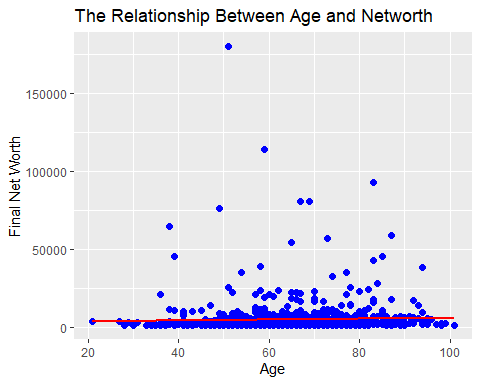 The Relationship Between Age and Networth
150000
100000
50000
0
Final Net Worth
20 40 60 80 100
Age